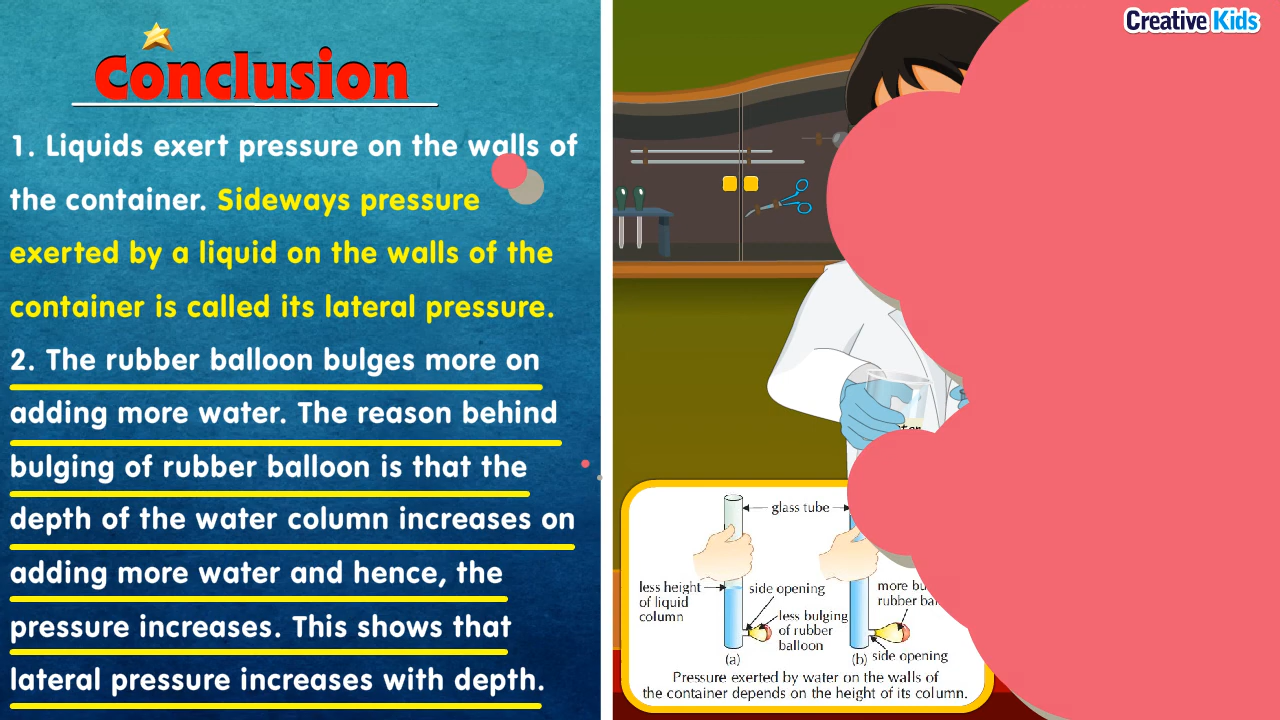 Creative Kids
Conclusion
1. Liquids exert pressure on the walls of
the container. Sideways pressure
exerted by a liquid on the walls of the
container is called its lateral pressure.
2. The rubber balloon bulges more on
adding more water. The reason behind
bulging of rubber balloon is that the
depth of the water column increases on
adding more water and hence, the
pressure increases. This shows that
lateral pressure increases with depth.
glass tube
less height
of liquid
column
side opening
less bulging
of rubber
balloon
(a)
more
rubber
(b)
side opening
Pressure exerted by water on the walls of
the container depends on the height of its column.